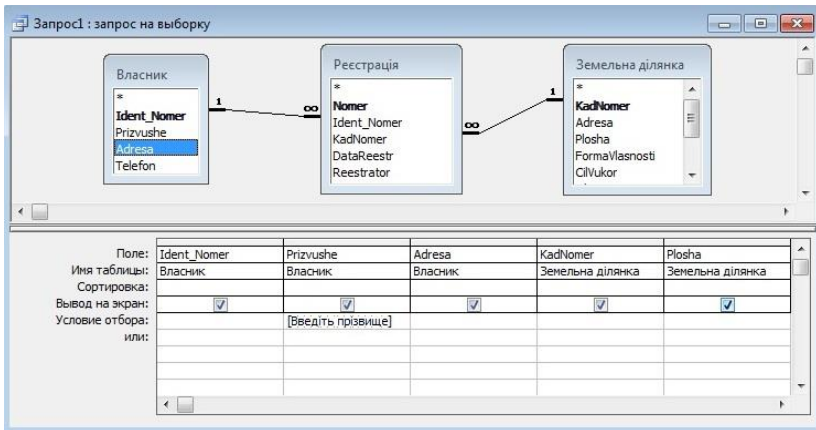 Запрос1 : запрос на выборку
Власник
*
Ident_Nomer
Prizvushe
Adresa
Telefon
1
∞
Реєстрація
*
Nomer
Ident_Nomer
KadNomer
DataReestr
Reestrator
∞
1
Земельна ділянка
*
KadNomer
Adresa
Plosha
FormaVlasnosti
CilVukor
Поле: Ident_Nomer Prizvushe Adresa KadNomer Plosha
Имя таблицы: Власник Власник Власник Земельна ділянка Земельна ділянка
Сортировка:
Вывод на экран:
Условие отбора: [Введіть прізвище]
или: